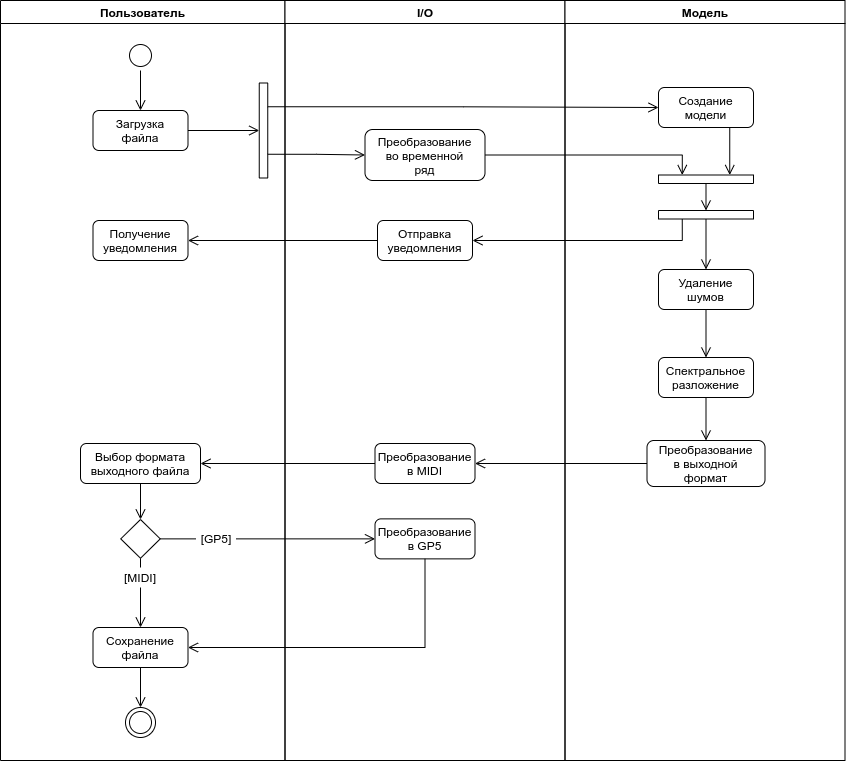 Пользователь
I/O
Модель
Загрузка
файла
Преобразование
во временной
ряд
Создание
модели
Получение
уведомления
Отправка
уведомления
Удаление
шумов
Спектральное
разложение
Выбор формата
выходного файла
Преобразование
в MIDI
Преобразование
в выходной
формат
[GP5]
Преобразование
в GP5
[MIDI]
Сохранение
файла